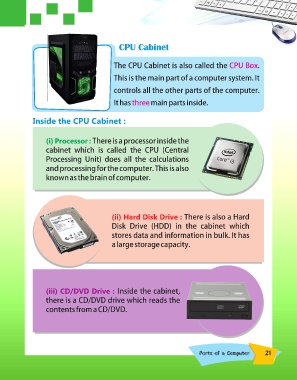 CPU Cabinet
The CPU Cabinet is also called the CPU Box.
This is the main part of a computer system. It
controls all the other parts of the computer.
It has three main parts inside.
Inside the CPU Cabinet :
(i) Processor : There is a processor inside the
cabinet which is called the CPU (Central
Processing Unit) does all the calculations
and processing for the computer. This is also
known as the brain of computer.
intel
Core i3
(ii) Hard Disk Drive : There is also a Hard
Disk Drive (HDD) in the cabinet which
stores data and information in bulk. It has
a large storage capacity.
(iii) CD/DVD Drive : Inside the cabinet,
there is a CD/DVD drive which reads the
contents from a CD/DVD.
Parts of a Computer 21